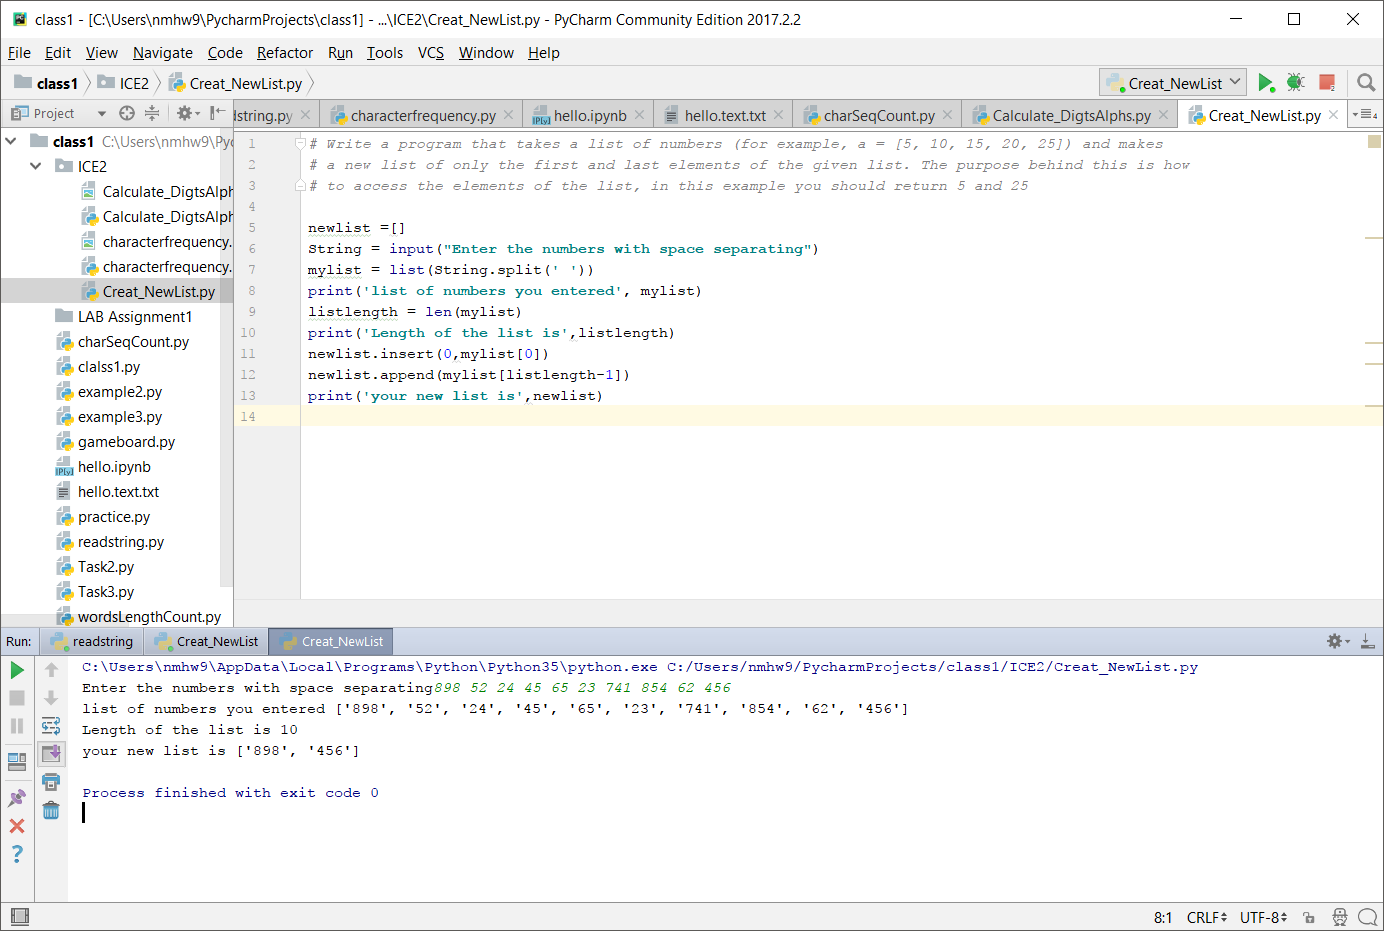 class1 - [C:\Users\nmhw9\PycharmProjects\class1] - ...\ICE2\Creat_NewList.py - PyCharm Community Edition 2017.2.2
File Edit View Navigate Code Refactor Run Tools VCS Window Help
class1 ICE2 Creat_NewList.py Creat_NewList
Project dstring.py characterfrequency.py hello.ipynb hello.text.txt charSeqCount.py Calculate_DigtsAlphs.py Creat_NewList.py
class1 C:\Users\nmhw9\Pyc
ICE2
Calculate_DigtsAlph
Calculate_DigtsAlph
characterfrequency.
characterfrequency.
Creat_NewList.py
LAB Assignment1
charSeqCount.py
clalss1.py
example2.py
example3.py
gameboard.py
hello.ipynb
hello.text.txt
practice.py
readstring.py
Task2.py
Task3.py
wordsLengthCount.py
1 # Write a program that takes a list of numbers (for example, a = [5, 10, 15, 20, 25]) and makes
2 # a new list of only the first and last elements of the given list. The purpose behind this is how
3 # to access the elements of the list, in this example you should return 5 and 25
4
5 newlist =[]
6 String = input("Enter the numbers with space separating")
7 mylist = list(String.split(' '))
8 print('list of numbers you entered', mylist)
9 listlength = len(mylist)
10 print('Length of the list is',listlength)
11 newlist.insert(0,mylist[0])
12 newlist.append(mylist[listlength-1])
13 print('your new list is',newlist)
14
Run: readstring Creat_NewList Creat_NewList
C:\Users\nmhw9\AppData\Local\Programs\Python\Python35\python.exe C:/Users/nmhw9/PycharmProjects/class1/ICE2/Creat_NewList.py
Enter the numbers with space separating898 52 24 45 65 23 741 854 62 456
list of numbers you entered ['898', '52', '24', '45', '65', '23', '741', '854', '62', '456']
Length of the list is 10
your new list is ['898', '456']
Process finished with exit code 0
8:1 CRLF UTF-8